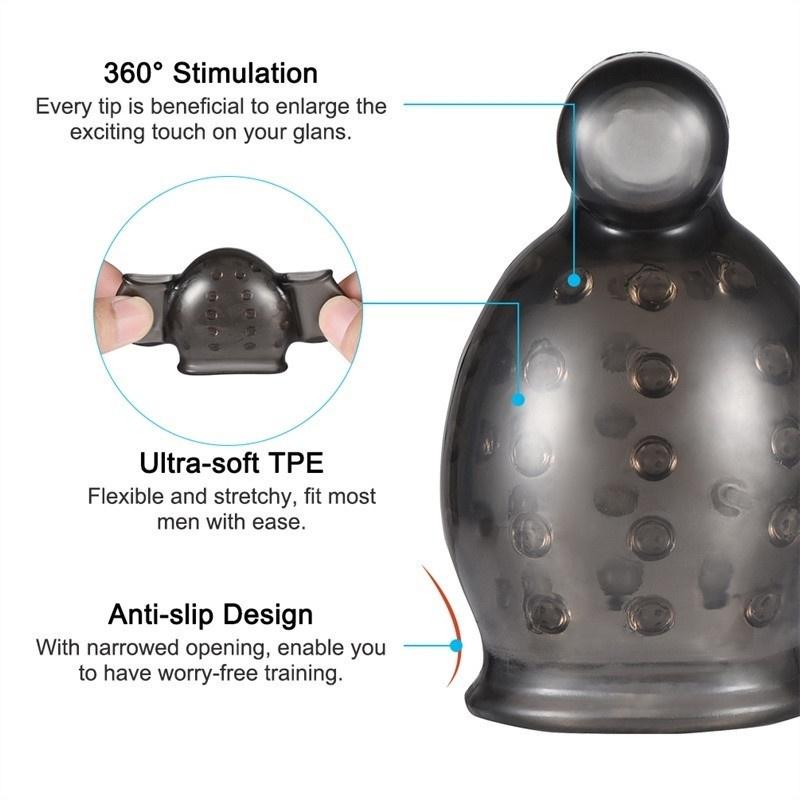 360° Stimulation
Every tip is beneficial to enlarge the
exciting touch on your glans.
Ultra-soft TPE
Flexible and stretchy, fit most
men with ease.
Anti-slip Design
With narrowed opening, enable you
to have worry-free training.